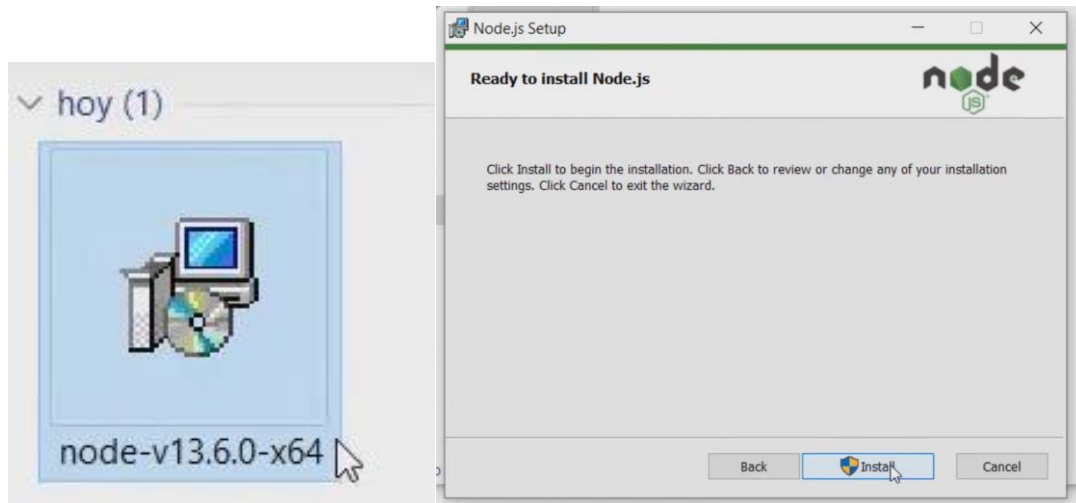 hoy (1)
node-v13.6.0-x64
Node.js Setup
Ready to install Node.js
node
JS
Click Install to begin the installation. Click Back to review or change any of your installation
settings. Click Cancel to exit the wizard.
Back
Install
Cancel